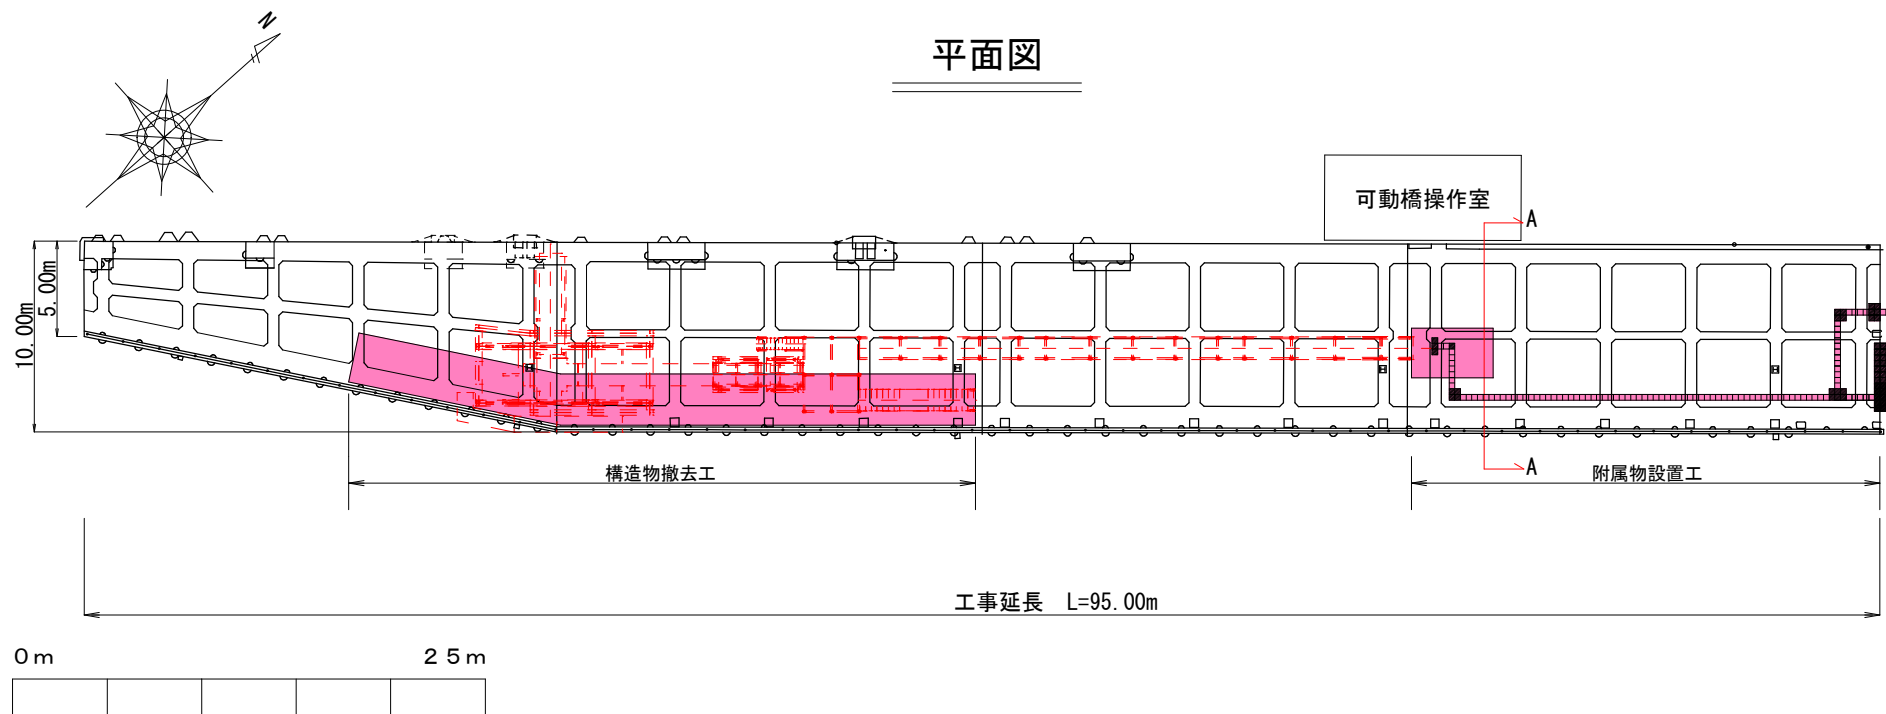 N
平面図
可動橋操作室
A
5.00m
10.00m
A
構造物撤去工
附属物設置工
工事延長 L=95.00m
0m 25m